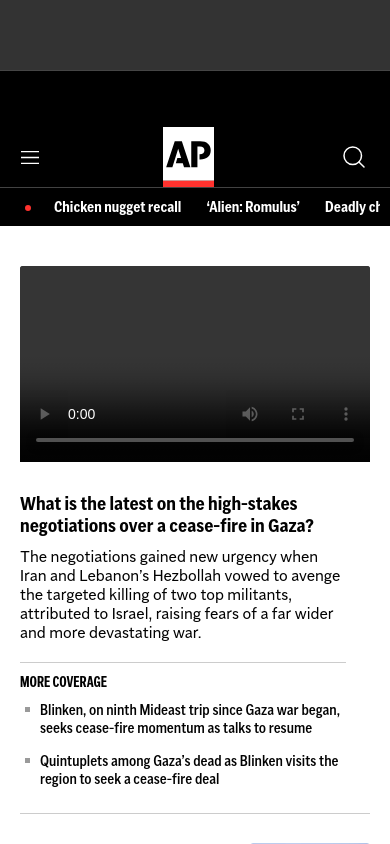 AP
Chicken nugget recall ‘Alien: Romulus’ Deadly
0:00
What is the latest on the high-stakes
negotiations over a cease-fire in Gaza?
The negotiations gained new urgency when
Iran and Lebanon’s Hezbollah vowed to avenge
the targeted killing of two top militants,
attributed to Israel, raising fears of a far wider
and more devastating war.
MORE COVERAGE
Blinken, on ninth Mideast trip since Gaza war began,
seeks cease-fire momentum as talks to resume
Quintuplets among Gaza’s dead as Blinken visits the
region to seek a cease-fire deal